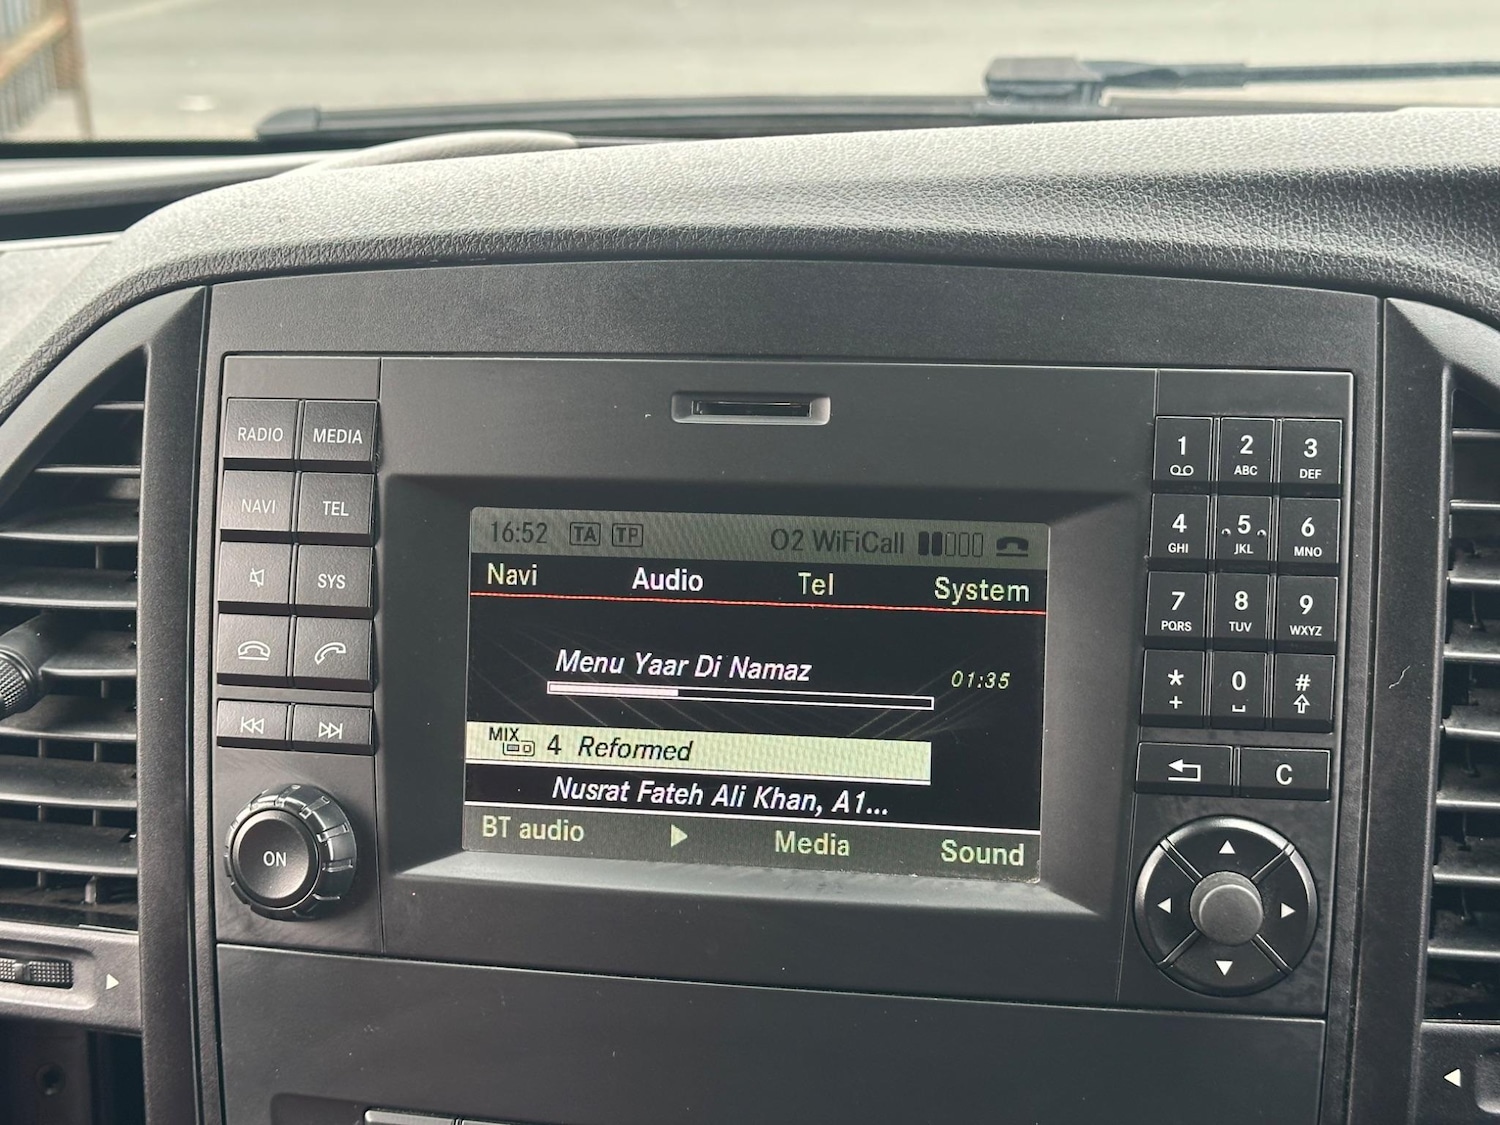 16:52 TA TP O2 WiFiCall
Navi Audio Tel System
Menu Yaar Di Namaz 01:35
MIX 4 Reformed
Nusrat Fateh Ali Khan, A1...
BT audio Media Sound
RADIO MEDIA
NAVI TEL
SYS
ON
1 2 ABC 3 DEF
4 GHI 5 JKL 6 MNO
7 PQRS 8 TUV 9 WXYZ
* + 0 #
C